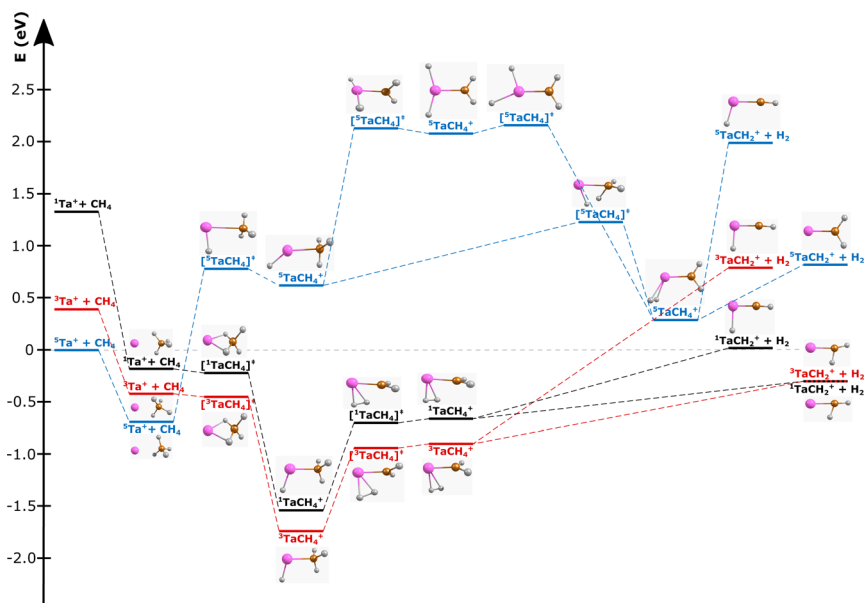 E (eV)
2.5
2.0
1.5
1.0
0.5
0
-0.5
-1.0
-1.5
-2.0
[⁵TaCH₄]⁺
⁵TaCH₄⁺
[⁵TaCH₄]⁺
⁵TaCH₂⁺ + H₂
¹Ta⁺+ CH₄
[⁵TaCH₄]⁺
[⁵TaCH₄]⁺
⁵TaCH₄⁺
³TaCH₂⁺ + H₂
⁵TaCH₂⁺ + H₂
³Ta⁺ + CH₄
⁵TaCH₄⁺
⁵Ta⁺ + CH₄
¹TaCH₂⁺ + H₂
¹Ta⁺+ CH₄
[¹TaCH₄]⁺
³Ta⁺ + CH₄
[³TaCH₄]⁺
³TaCH₂⁺ + H₂
¹TaCH₂⁺ + H₂
⁵Ta⁺+ CH₄
[¹TaCH₄]⁺
¹TaCH₄⁺
[³TaCH₄]⁺
³TaCH₄⁺
¹TaCH₄⁺
³TaCH₄⁺